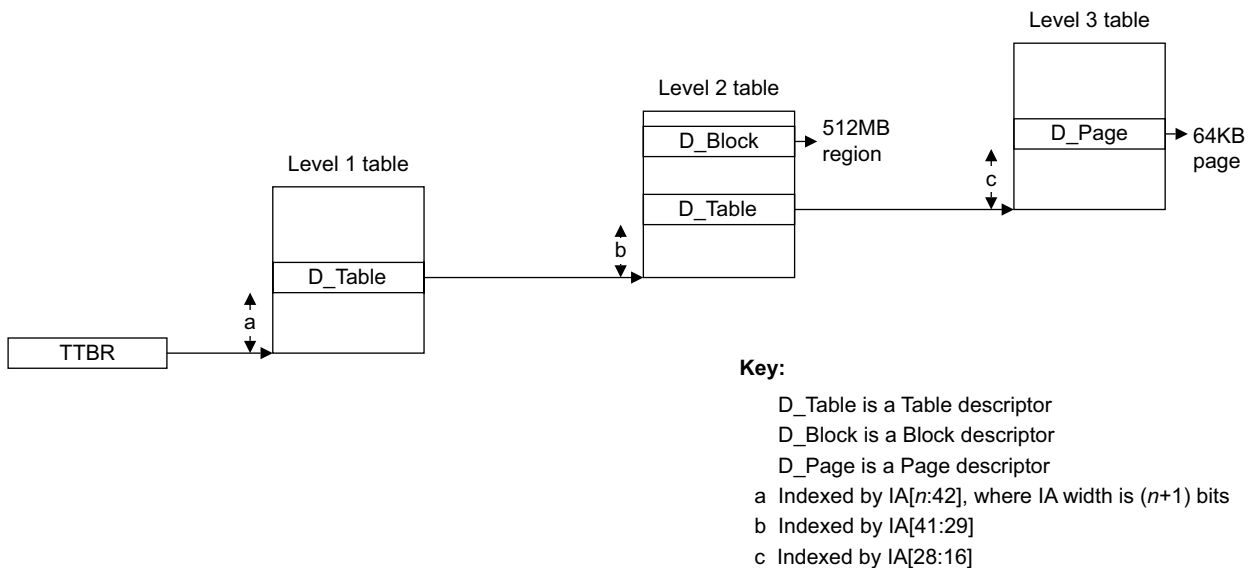 Level 3 table
Level 2 table
D_Block
512MB
region
D_Page
64KB
page
Level 1 table
c
D_Table
b
D_Table
a
TTBR
Key:
D_Table is a Table descriptor
D_Block is a Block descriptor
D_Page is a Page descriptor
a Indexed by IA[n:42], where IA width is (n+1) bits
b Indexed by IA[41:29]
c Indexed by IA[28:16]